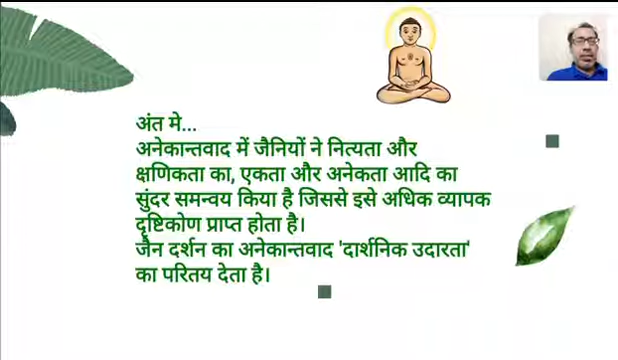 अंत मे...
अनेकान्तवाद में जैनियों ने नित्यता और
क्षणिकता का, एकता और अनेकता आदि का
सुंदर समन्वय किया है जिससे इसे अधिक व्यापक
दृष्टिकोण प्राप्त होता है।
जैन दर्शन का अनेकान्तवाद 'दार्शनिक उदारता'
का परितय देता है।